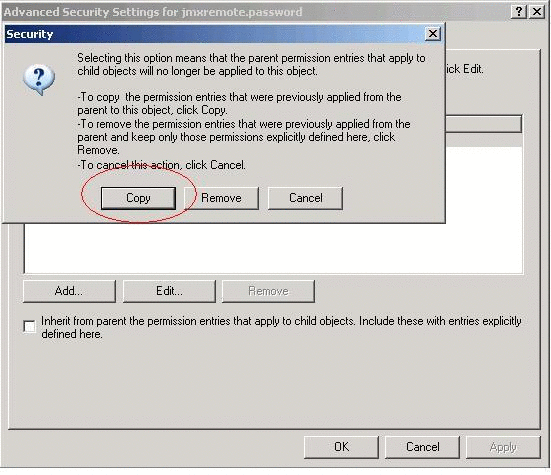 Advanced Security Settings for jmxremote.password
Security
Selecting this option means that the parent permission entries that apply to
child objects will no longer be applied to this object.
ick Edit.
-To copy the permission entries that were previously applied from the
parent to this object, click Copy.
-To remove the permission entries that were previously applied from the
parent and keep only those permissions explicitly defined here, click
Remove.
-To cancel this action, click Cancel.
Copy
Remove
Cancel
Add...
Edit...
Remove
Inherit from parent the permission entries that apply to child objects. Include these with entries explicitly
defined here.
OK
Cancel
Apply